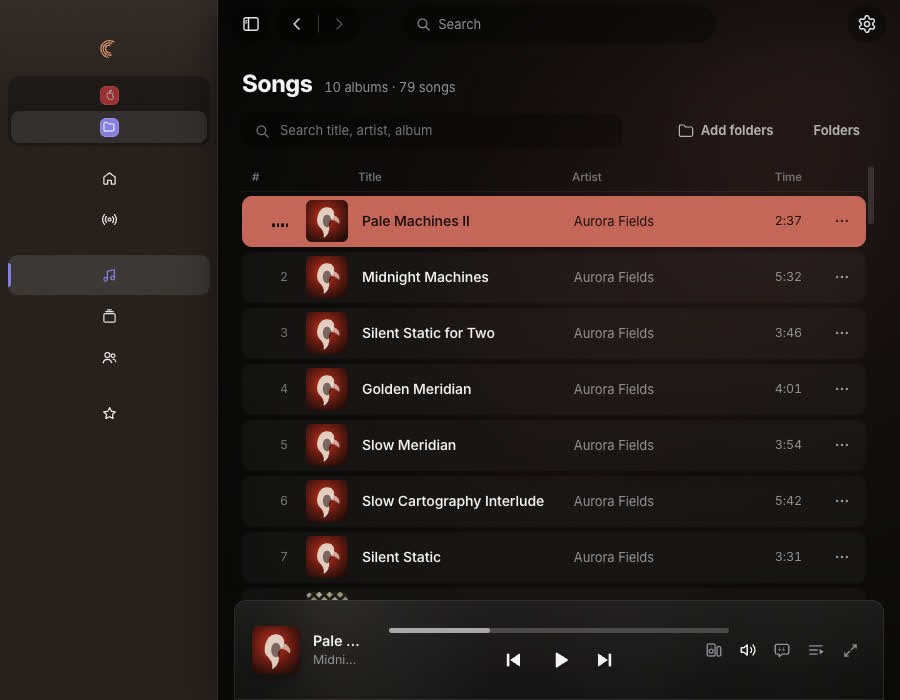 Search
Songs 10 albums · 79 songs
Search title, artist, album
Add folders
Folders
# Title Artist Time
Pale Machines II Aurora Fields 2:37
2 Midnight Machines Aurora Fields 5:32
3 Silent Static for Two Aurora Fields 3:46
4 Golden Meridian Aurora Fields 4:01
5 Slow Meridian Aurora Fields 3:54
6 Slow Cartography Interlude Aurora Fields 5:42
7 Silent Static Aurora Fields 3:31
Pale ...
Midni...